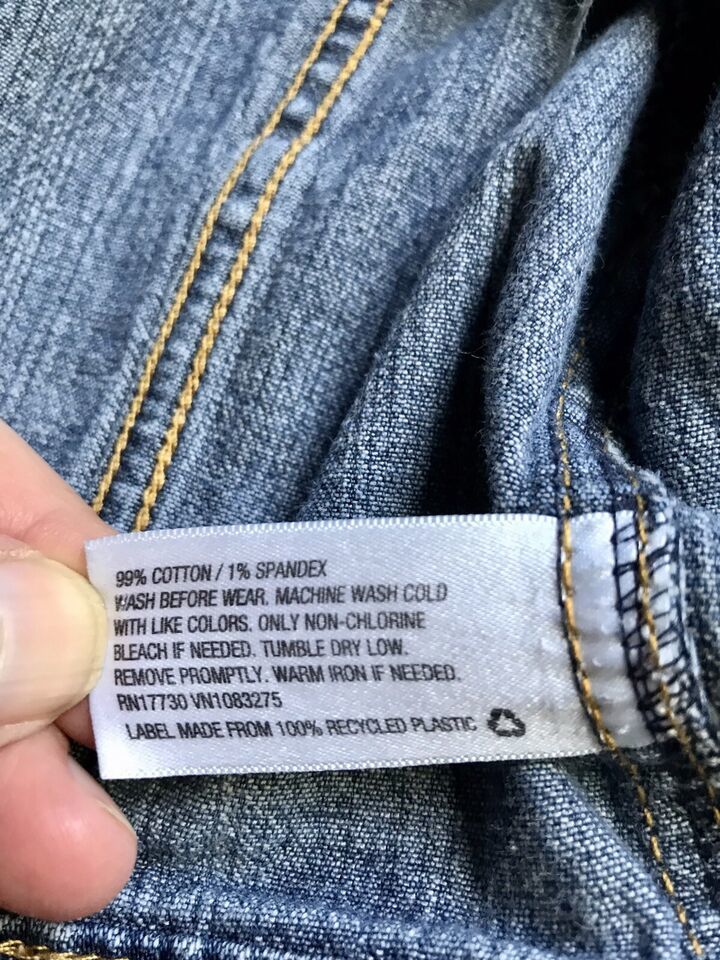 99% COTTON / 1% SPANDEX
WASH BEFORE WEAR. MACHINE WASH COLD
WITH LIKE COLORS. ONLY NON-CHLORINE
BLEACH IF NEEDED. TUMBLE DRY LOW.
REMOVE PROMPTLY. WARM IRON IF NEEDED.
RN17730 VN1083275
LABEL MADE FROM 100% RECYCLED PLASTIC